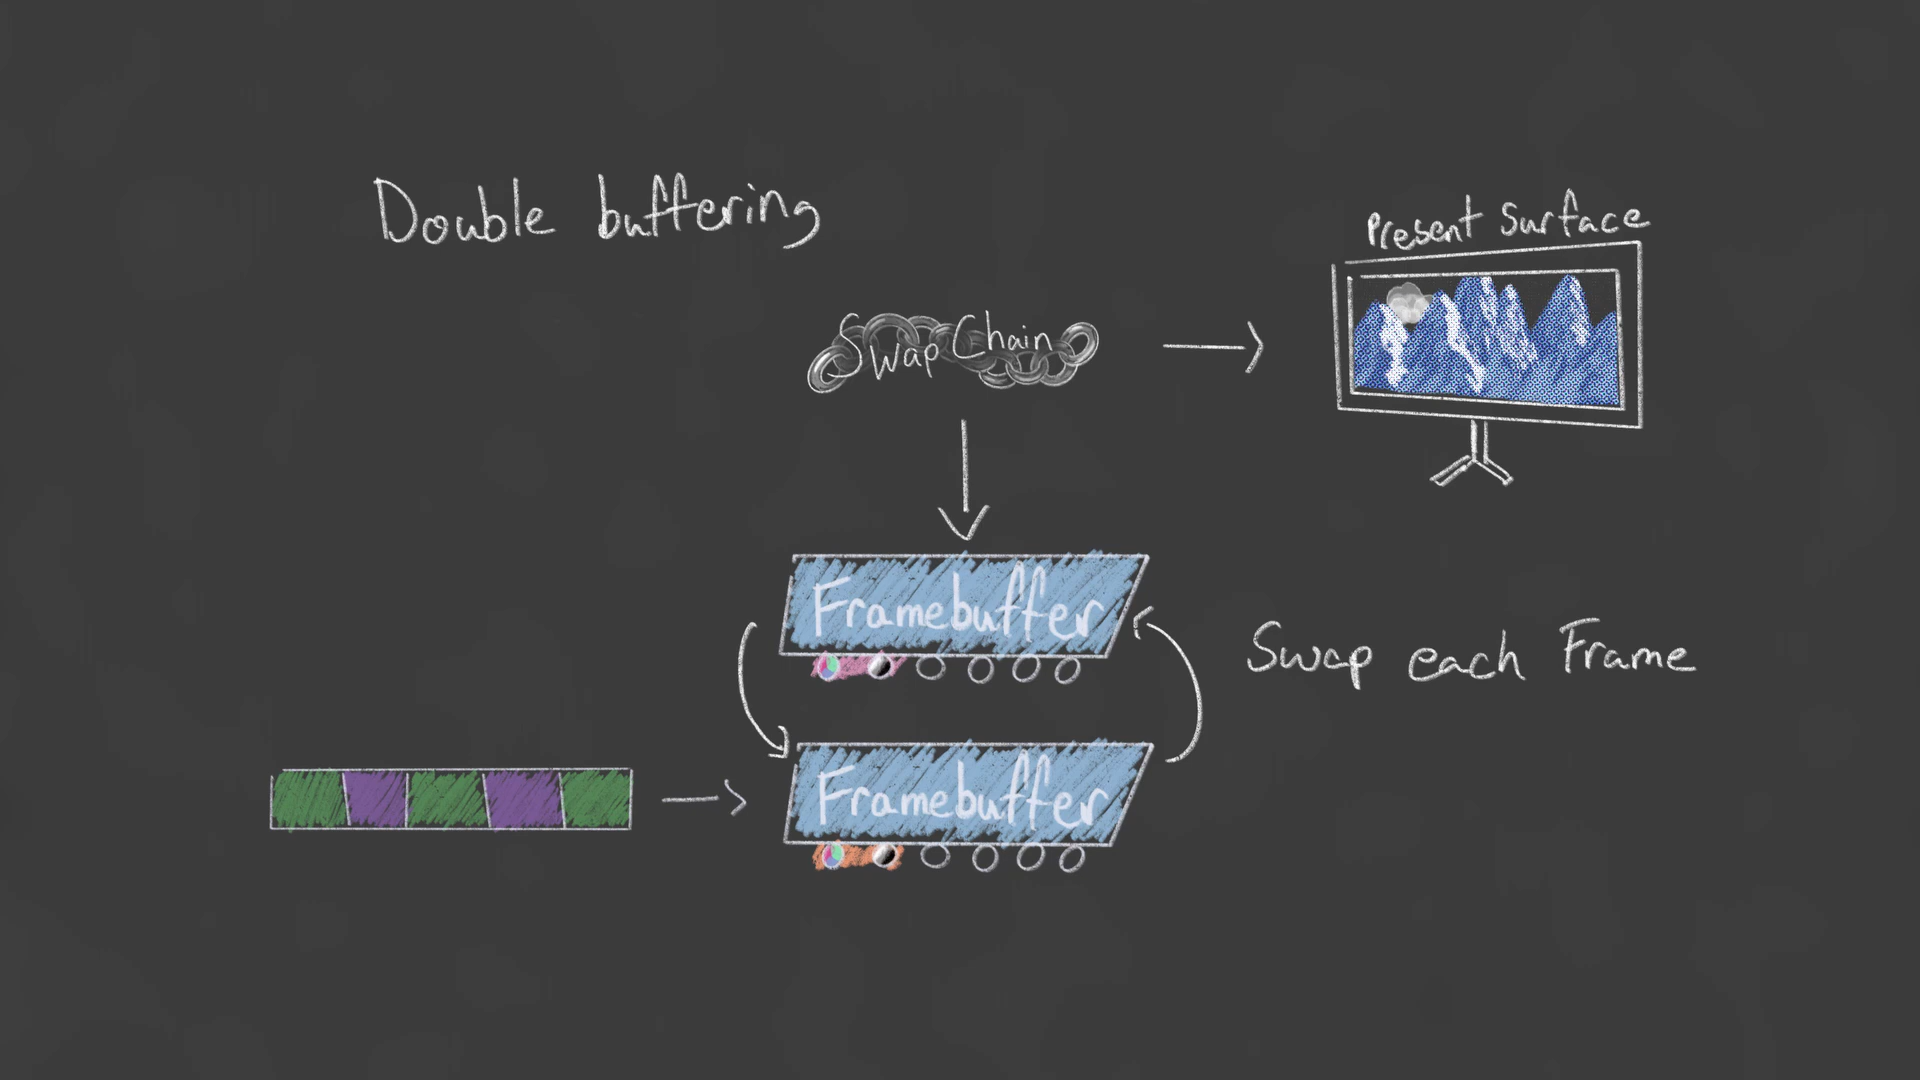 Double buffering
Present Surface
Swap Chain
Framebuffer
Swap each Frame
Framebuffer